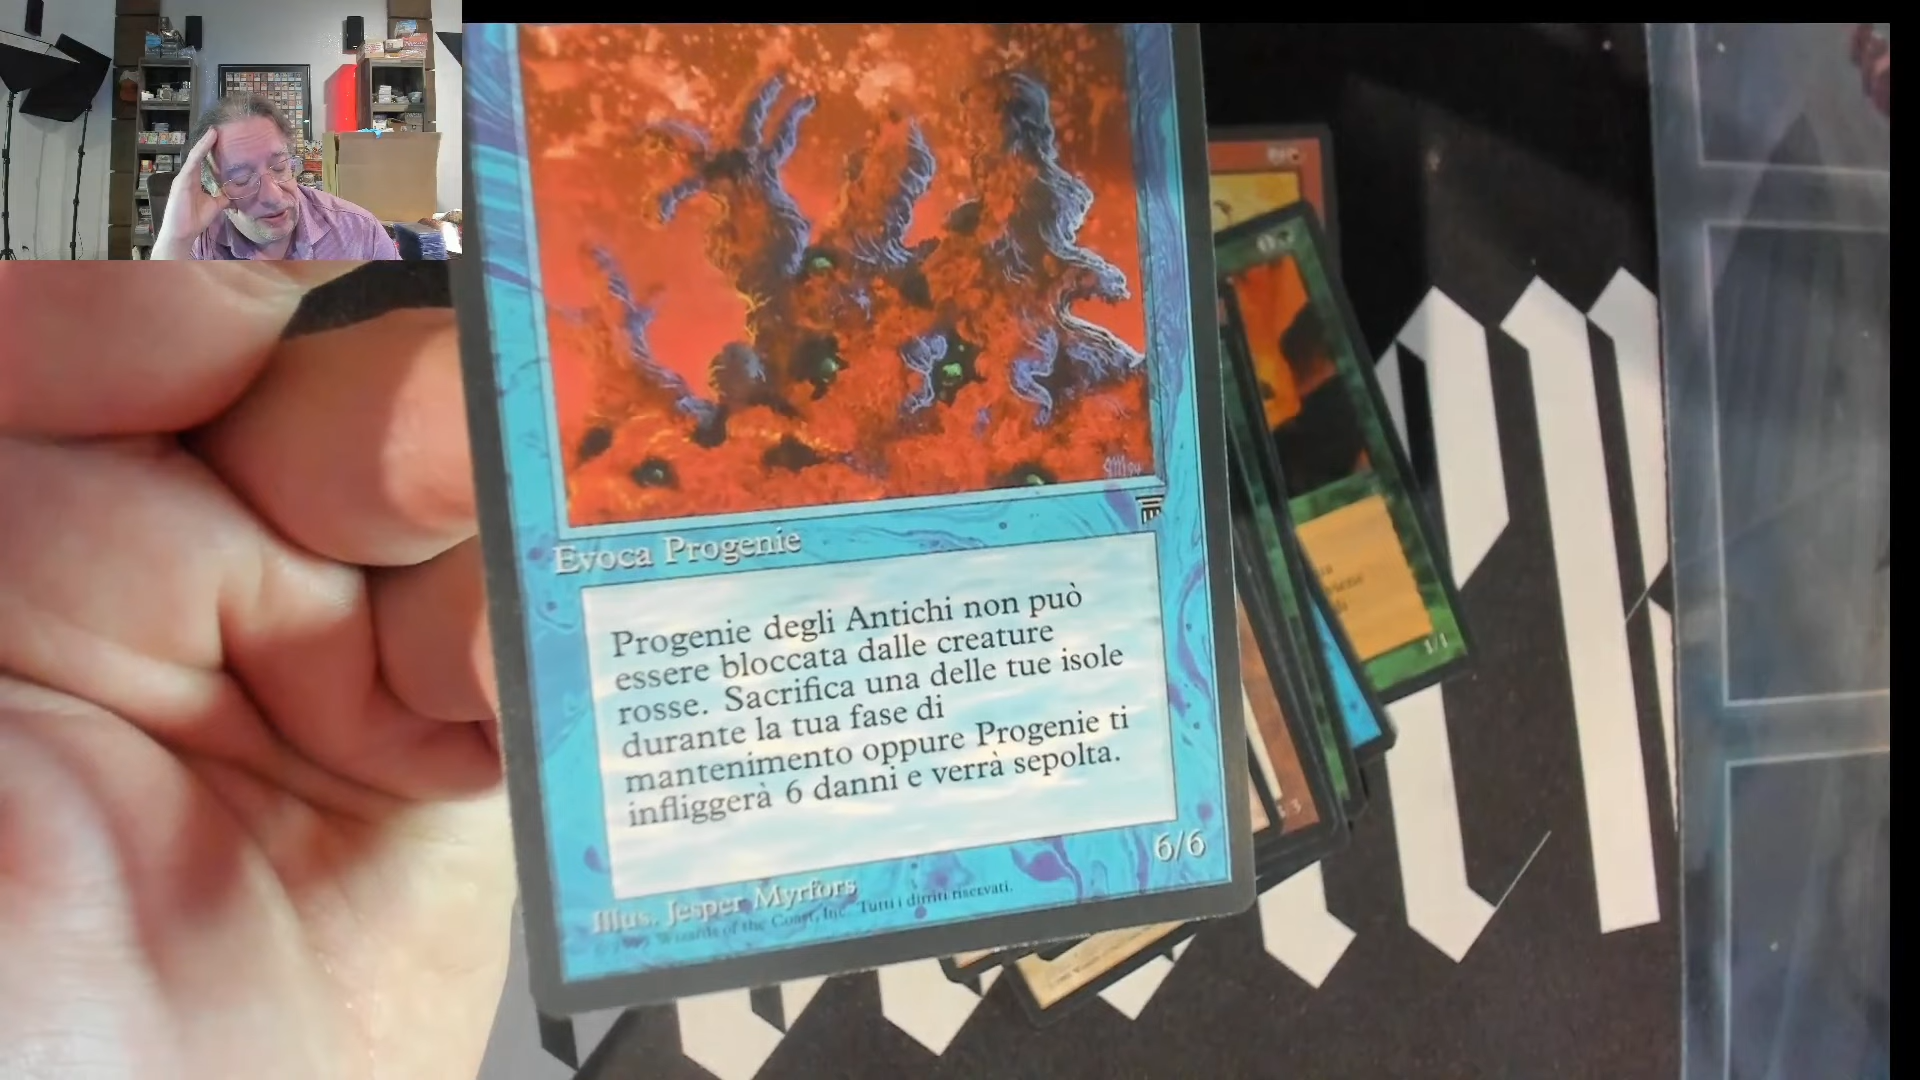 Evoca Progenie
Progenie degli Antichi non può
essere bloccata dalle creature
rosse. Sacrifica una delle tue isole
durante la tua fase di
mantenimento oppure Progenie ti
infliggerà 6 danni e verrà sepolta.
6/6
Illus. Jesper Myrfors
Wizards of the Coast, Inc. Tutti i diritti riservati.
1/1